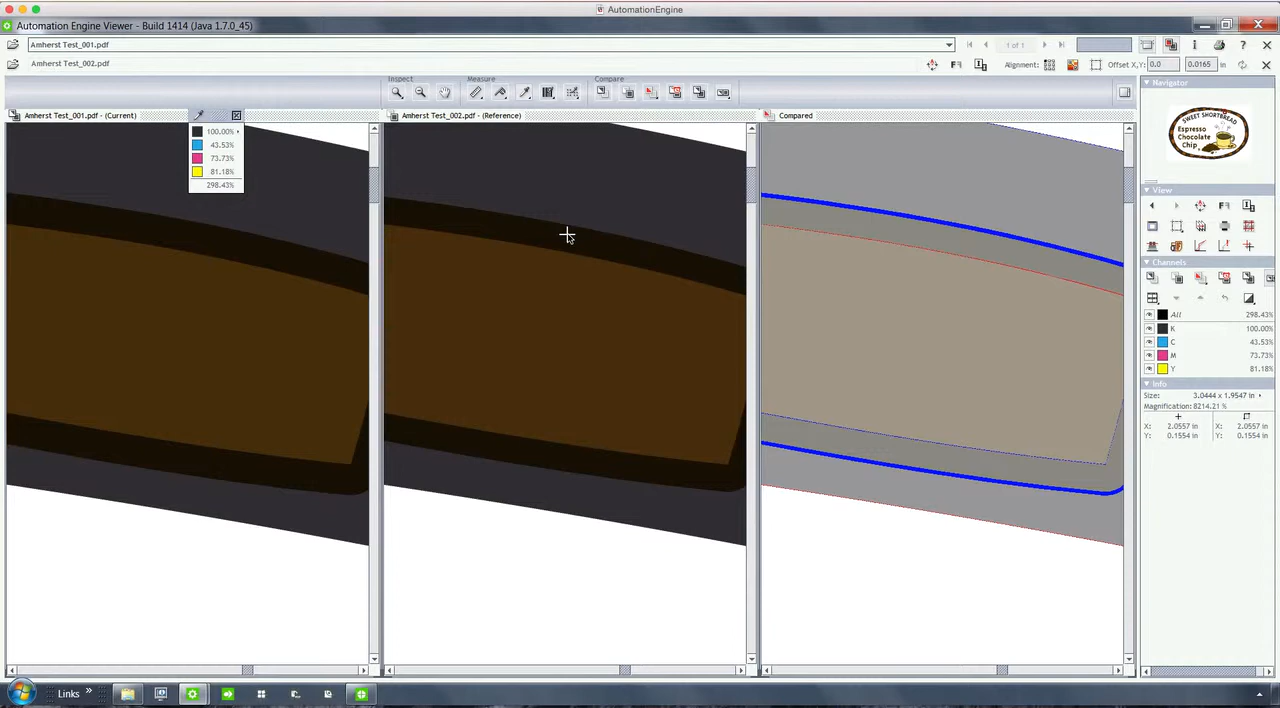 AutomationEngine
Automation Engine Viewer - Build 1414 (Java 1.7.0_45)
Amherst Test_001.pdf
1 of 1
Amherst Test_002.pdf
Alignment:
Offset X,Y:
0.0
0.0165
in
Inspect
Measure
Compare
Amherst Test_001.pdf - (Current)
Amherst Test_002.pdf - (Reference)
Compared
100.00%
43.53%
73.73%
81.18%
298.43%
Navigator
SWEET SHORTBREAD
Espresso
Chocolate
Chip
View
Channels
All 298.43%
K 100.00%
C 43.53%
M 73.73%
Y 81.18%
Info
Size: 3.0444 x 1.9547 in
Magnification: 8214.21 %
X: 2.0557 in X: 2.0557 in
Y: 0.1554 in Y: 0.1554 in
Links »